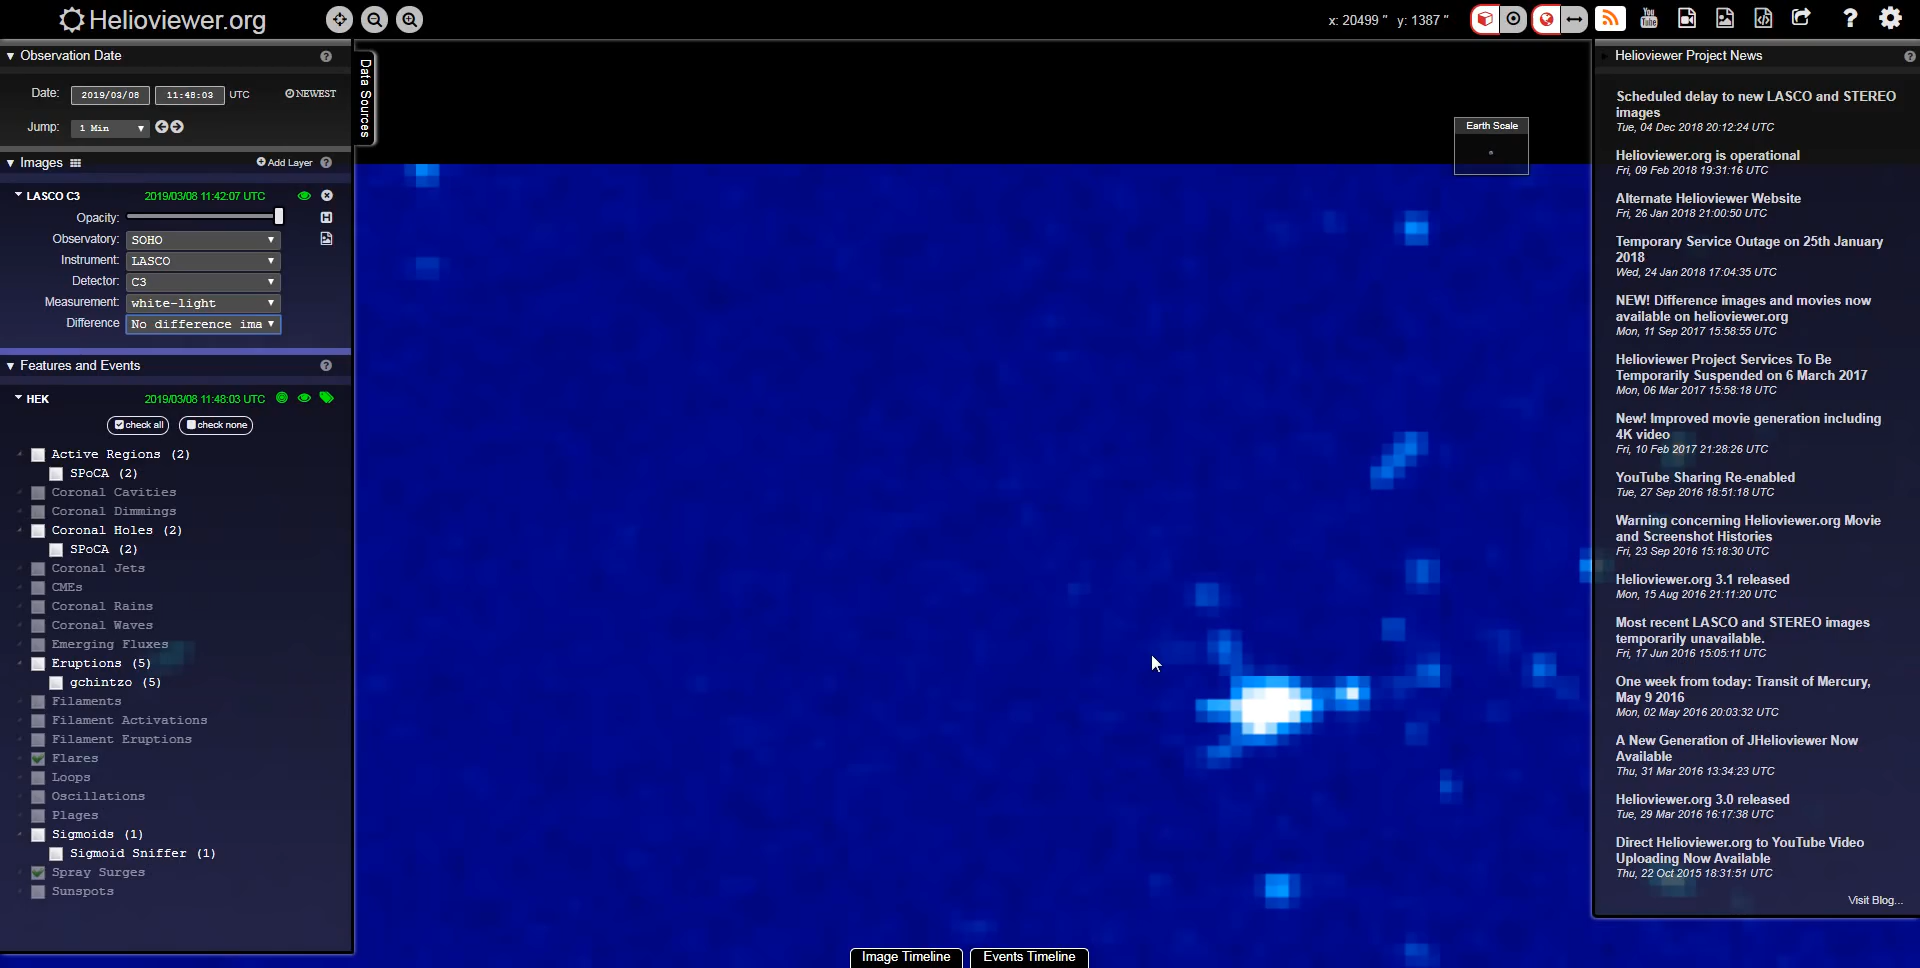 Helioviewer.org
x: 20499 " y: 1387 "
You Tube
Observation Date
Date: 2019/03/08 11:48:03 UTC NEWEST
Jump: 1 Min
Images Add Layer
LASCO C3 2019/03/08 11:42:07 UTC
Opacity:
Observatory: SOHO
Instrument: LASCO
Detector: C3
Measurement: white-light
Difference No difference ima
Features and Events
HEK 2019/03/08 11:48:03 UTC
check all check none
Active Regions (2)
SPoCA (2)
Coronal Cavities
Coronal Dimmings
Coronal Holes (2)
SPoCA (2)
Coronal Jets
CMEs
Coronal Rains
Coronal Waves
Emerging Fluxes
Eruptions (5)
gchintzo (5)
Filaments
Filament Activations
Filament Eruptions
Flares
Loops
Oscillations
Plages
Sigmoids (1)
Sigmoid Sniffer (1)
Spray Surges
Sunspots
Data Sources
Earth Scale
Image Timeline
Events Timeline
Helioviewer Project News
Scheduled delay to new LASCO and STEREO
images
Tue, 04 Dec 2018 20:12:24 UTC
Helioviewer.org is operational
Fri, 09 Feb 2018 19:31:16 UTC
Alternate Helioviewer Website
Fri, 26 Jan 2018 21:00:50 UTC
Temporary Service Outage on 25th January
2018
Wed, 24 Jan 2018 17:04:35 UTC
NEW! Difference images and movies now
available on helioviewer.org
Mon, 11 Sep 2017 15:58:55 UTC
Helioviewer Project Services To Be
Temporarily Suspended on 6 March 2017
Mon, 06 Mar 2017 15:58:18 UTC
New! Improved movie generation including
4K video
Fri, 10 Feb 2017 21:28:26 UTC
YouTube Sharing Re-enabled
Tue, 27 Sep 2016 18:51:18 UTC
Warning concerning Helioviewer.org Movie
and Screenshot Histories
Fri, 23 Sep 2016 15:18:30 UTC
Helioviewer.org 3.1 released
Mon, 15 Aug 2016 21:11:20 UTC
Most recent LASCO and STEREO images
temporarily unavailable.
Fri, 17 Jun 2016 15:05:11 UTC
One week from today: Transit of Mercury,
May 9 2016
Mon, 02 May 2016 20:03:32 UTC
A New Generation of JHelioviewer Now
Available
Thu, 31 Mar 2016 13:34:23 UTC
Helioviewer.org 3.0 released
Tue, 29 Mar 2016 16:17:38 UTC
Direct Helioviewer.org to YouTube Video
Uploading Now Available
Thu, 22 Oct 2015 18:31:51 UTC
Visit Blog...